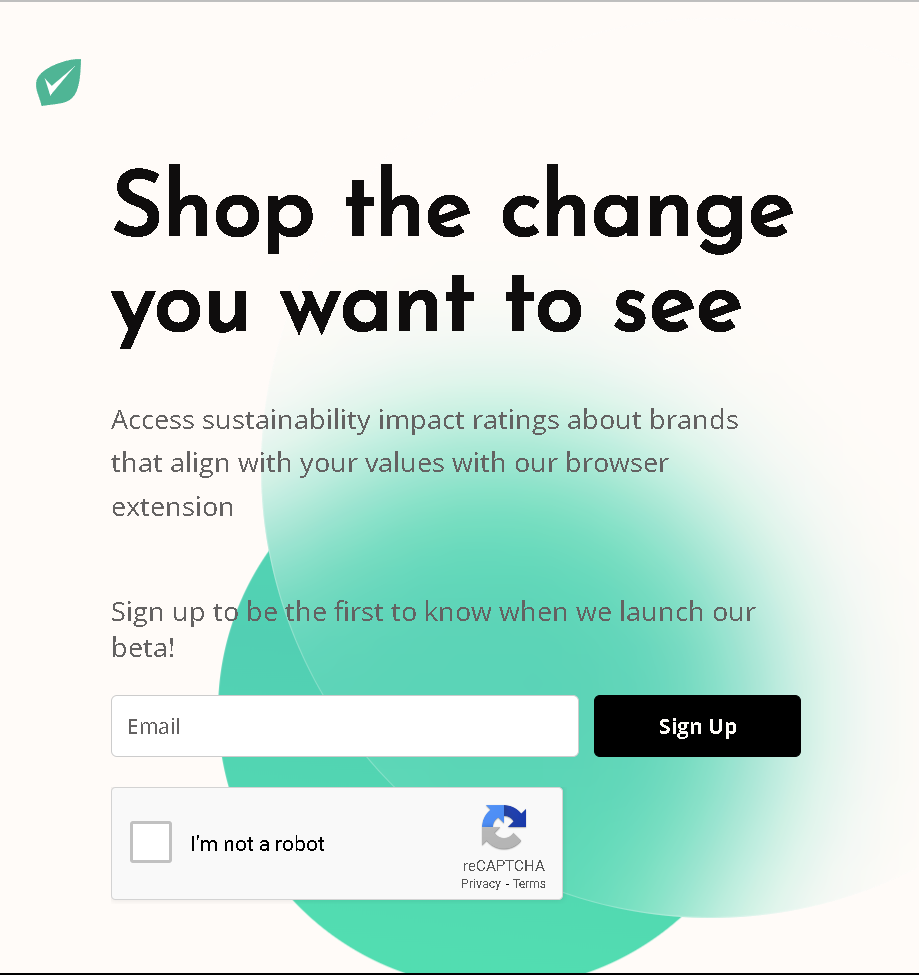 Shop the change
you want to see
Access sustainability impact ratings about brands
that align with your values with our browser
extension
Sign up to be the first to know when we launch our
beta!
Email
Sign Up
I'm not a robot
reCAPTCHA
Privacy - Terms